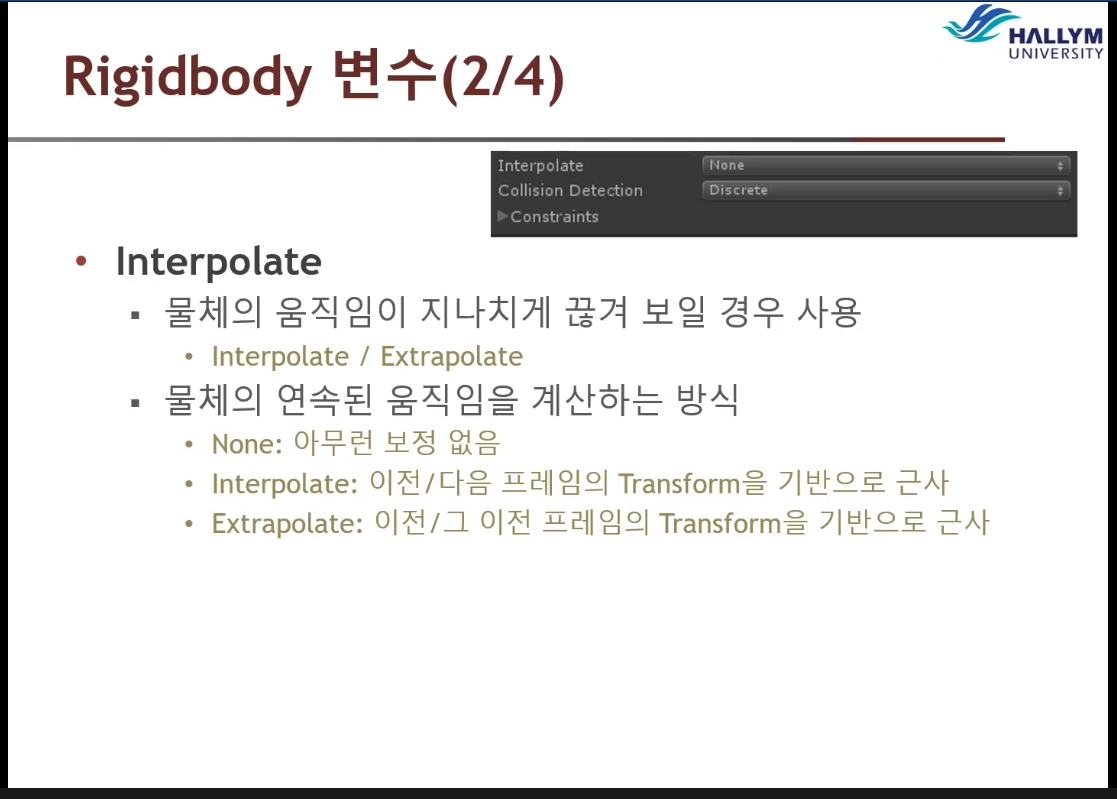 HALLYM
UNIVERSITY
Rigidbody 변수(2/4)
Interpolate None
Collision Detection Discrete
Constraints
• Interpolate
▪ 물체의 움직임이 지나치게 끊겨 보일 경우 사용
• Interpolate / Extrapolate
▪ 물체의 연속된 움직임을 계산하는 방식
• None: 아무런 보정 없음
• Interpolate: 이전/다음 프레임의 Transform을 기반으로 근사
• Extrapolate: 이전/그 이전 프레임의 Transform을 기반으로 근사